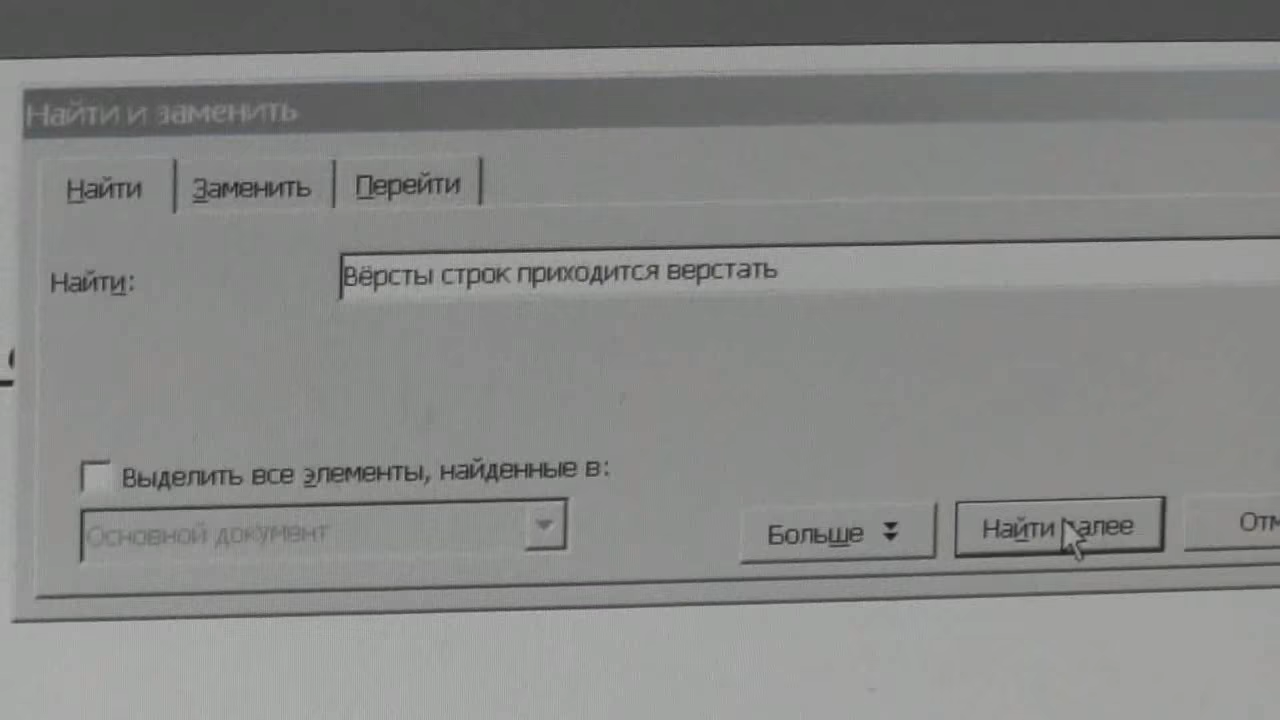 Найти и заменить
Найти Заменить Перейти
Найти: Вёрсты строк приходится верстать
Выделить все элементы, найденные в:
Основной документ
Больше Найти далее